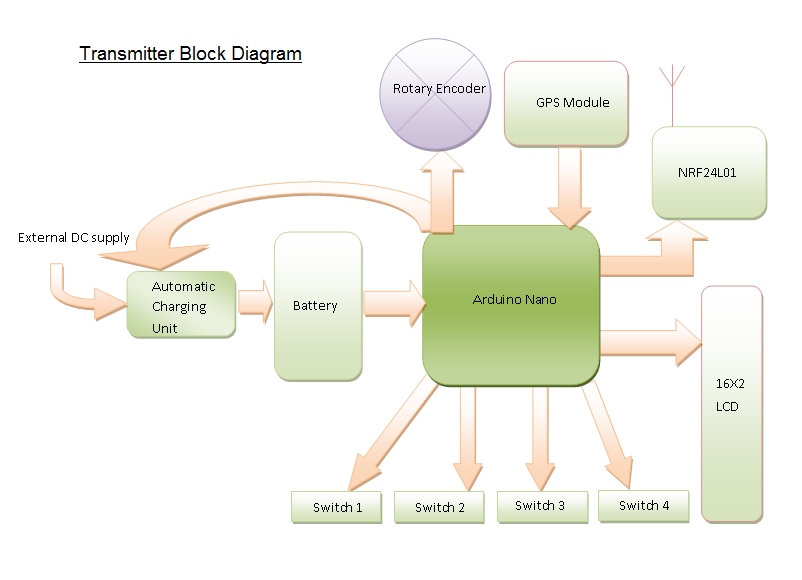 Transmitter Block Diagram
Rotary Encoder
GPS Module
NRF24L01
External DC supply
Automatic
Charging
Unit
Battery
Arduino Nano
16X2
LCD
Switch 1
Switch 2
Switch 3
Switch 4